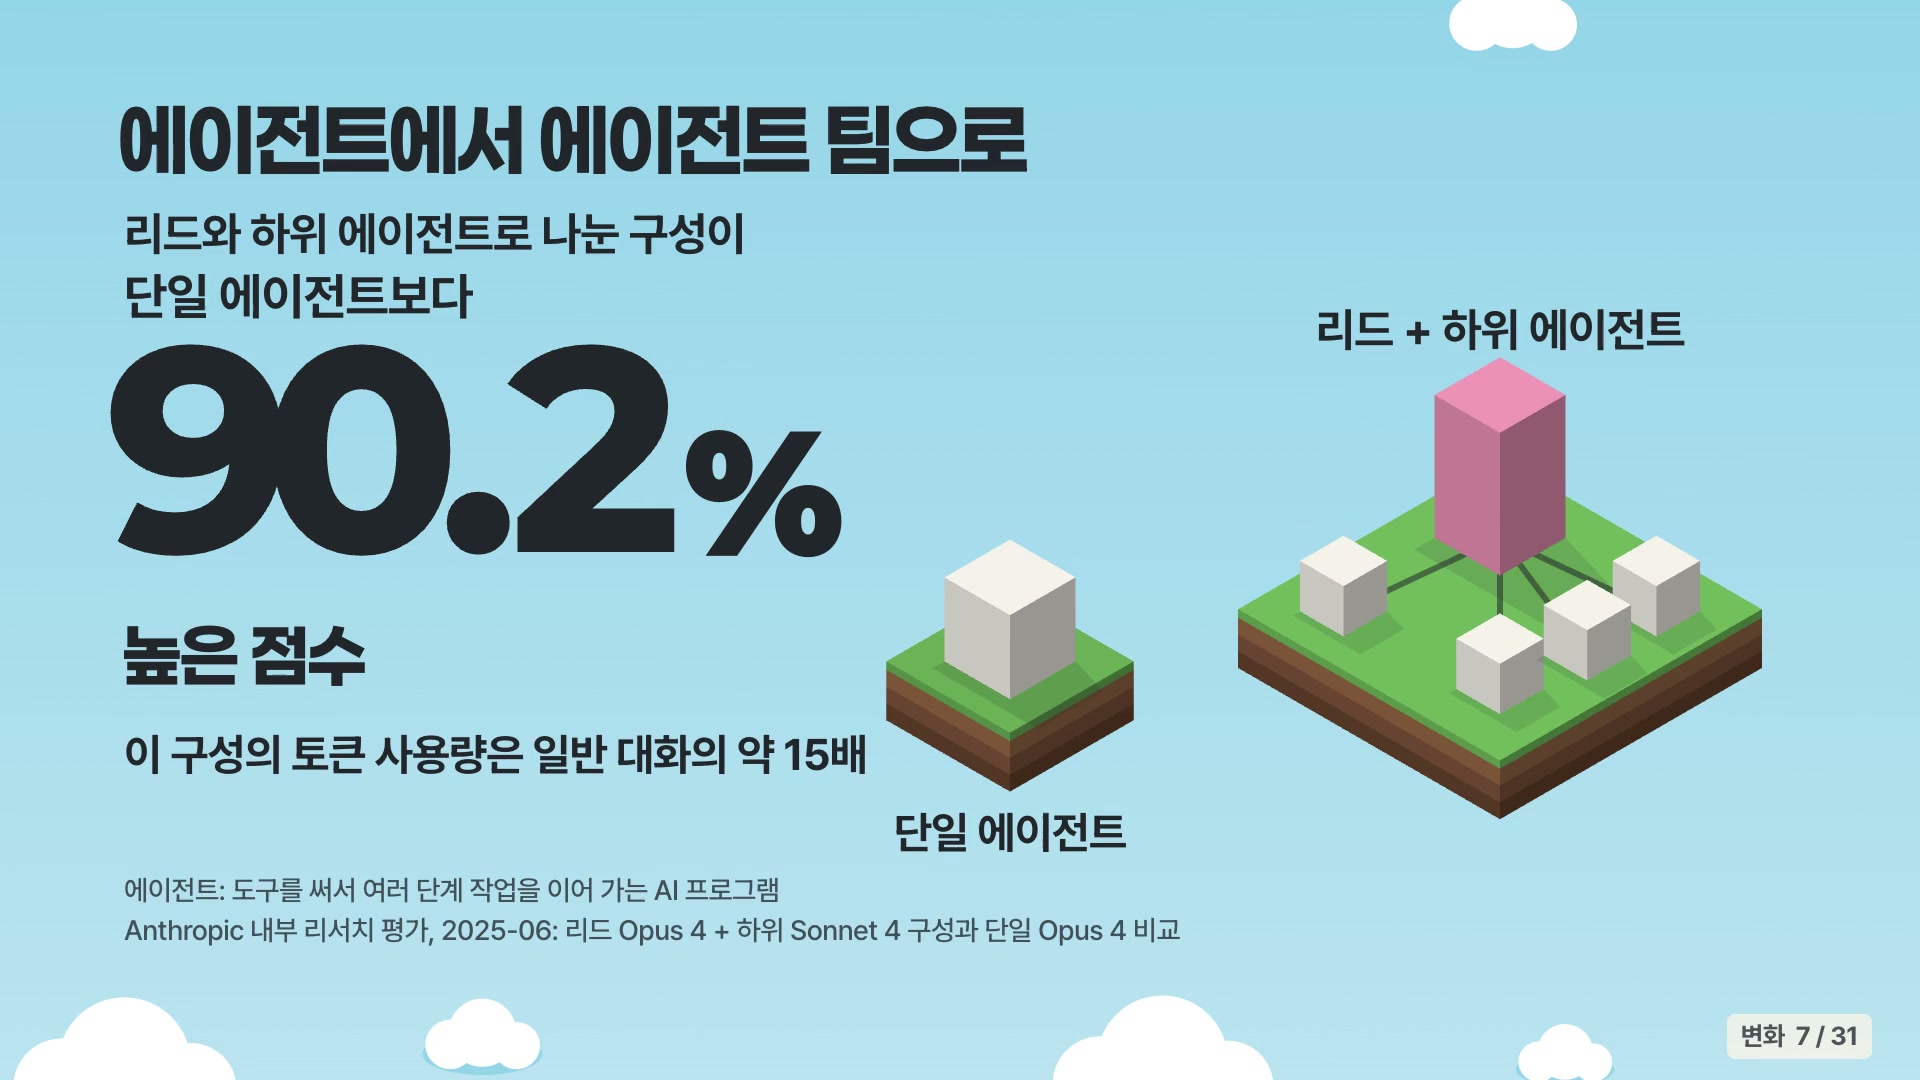 에이전트에서 에이전트 팀으로
리드와 하위 에이전트로 나눈 구성이
단일 에이전트보다
90.2%
높은 점수
이 구성의 토큰 사용량은 일반 대화의 약 15배
리드 + 하위 에이전트
단일 에이전트
에이전트: 도구를 써서 여러 단계 작업을 이어 가는 AI 프로그램
Anthropic 내부 리서치 평가, 2025-06: 리드 Opus 4 + 하위 Sonnet 4 구성과 단일 Opus 4 비교
변화 7 / 31